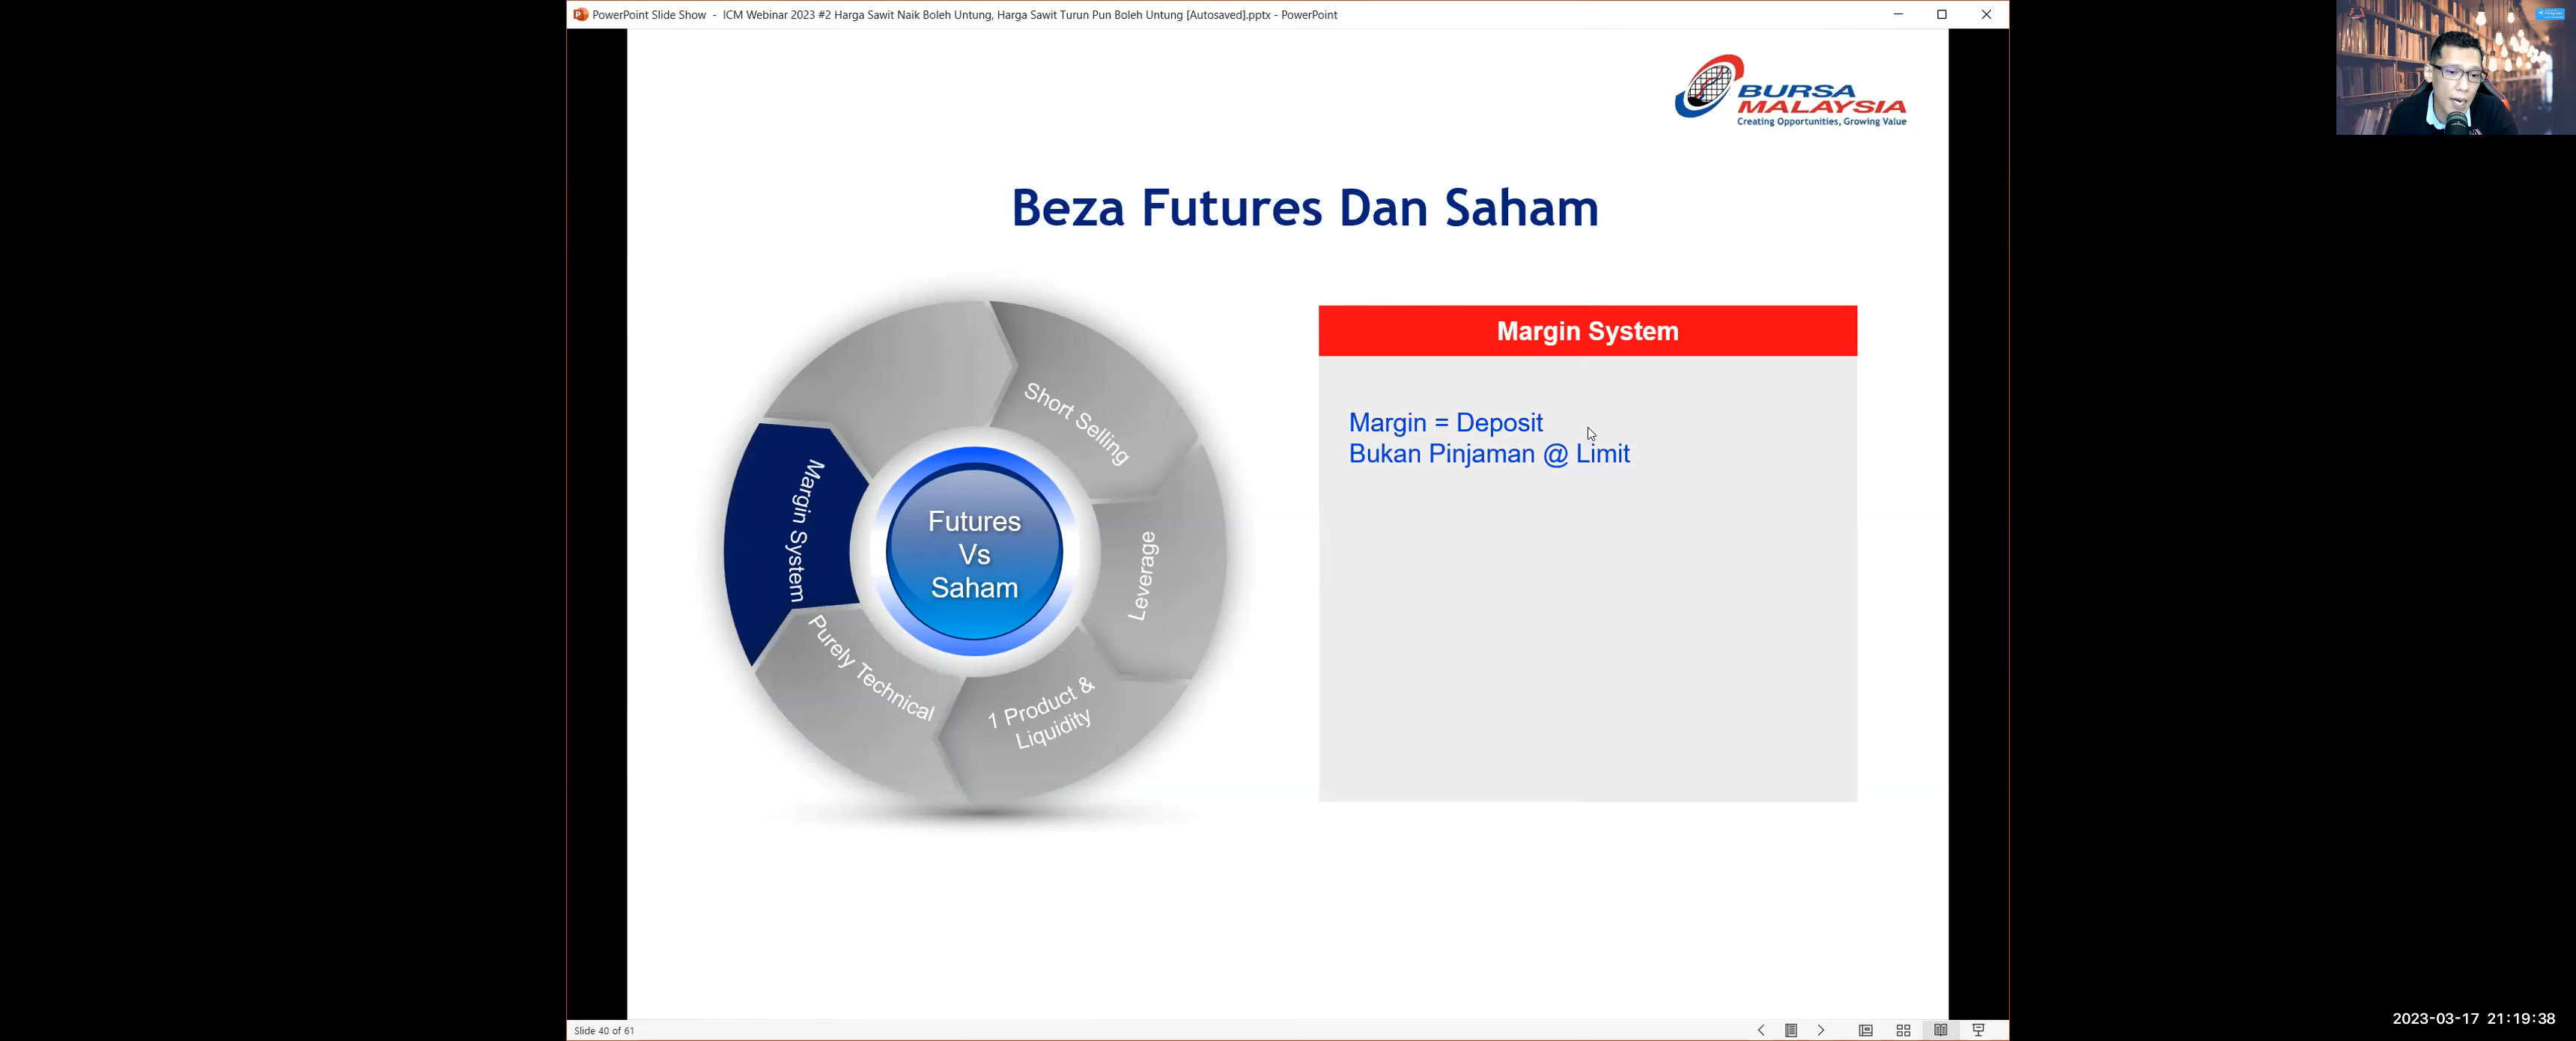 PowerPoint Slide Show - ICM Webinar 2023 #2 Harga Sawit Naik Boleh Untung, Harga Sawit Turun Pun Boleh Untung [Autosaved].pptx - PowerPoint
BURSA
MALAYSIA
Creating Opportunities, Growing Value
Beza Futures Dan Saham
Short Selling
Leverage
1 Product &
Liquidity
Purely Technical
Margin System
Futures
Vs
Saham
Margin System
Margin = Deposit
Bukan Pinjaman @ Limit
Slide 40 of 61
2023-03-17 21:19:38